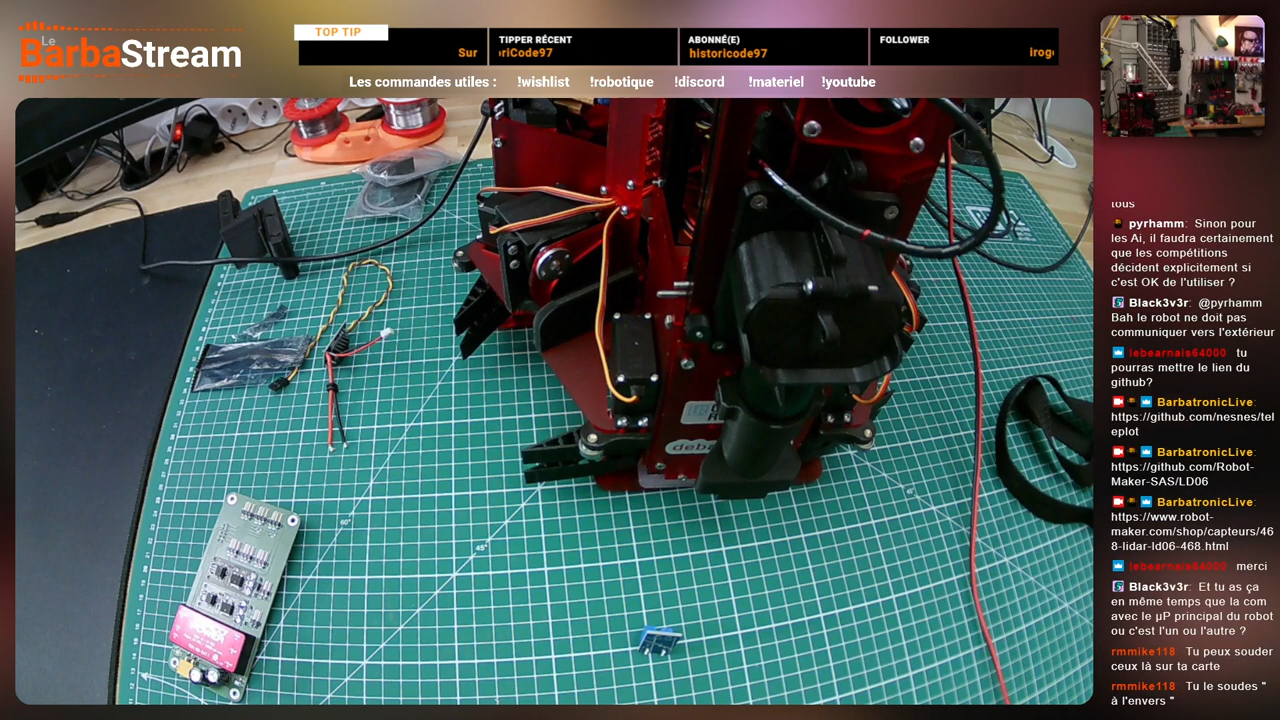 Le
BarbaStream
TOP TIP
Sur
TIPPER RÉCENT
oriCode97
ABONNÉ(E)
historicode97
FOLLOWER
irog
Les commandes utiles : !wishlist !robotique !discord !materiel !youtube
tous
pyrhamm: Sinon pour
les Ai, il faudra certainement
que les compétitions
décident explicitement si
c'est OK de l'utiliser ?
Black3v3r: @pyrhamm
Bah le robot ne doit pas
communiquer vers l'extérieur
lebearnais64000 tu
pourras mettre le lien du
github?
BarbatronicLive:
https://github.com/nesnes/tel
eplot
BarbatronicLive:
https://github.com/Robot-
Maker-SAS/LD06
BarbatronicLive:
https://www.robot-
maker.com/shop/capteurs/46
8-lidar-ld06-468.html
lebearnais64000 merci
Black3v3r: Et tu as ça
en même temps que la com
avec le µP principal du robot
ou c'est l'un ou l'autre ?
rmmike118 Tu peux souder
ceux là sur ta carte
rmmike118 Tu le soudes "
à l'envers "
deba
60°
45°